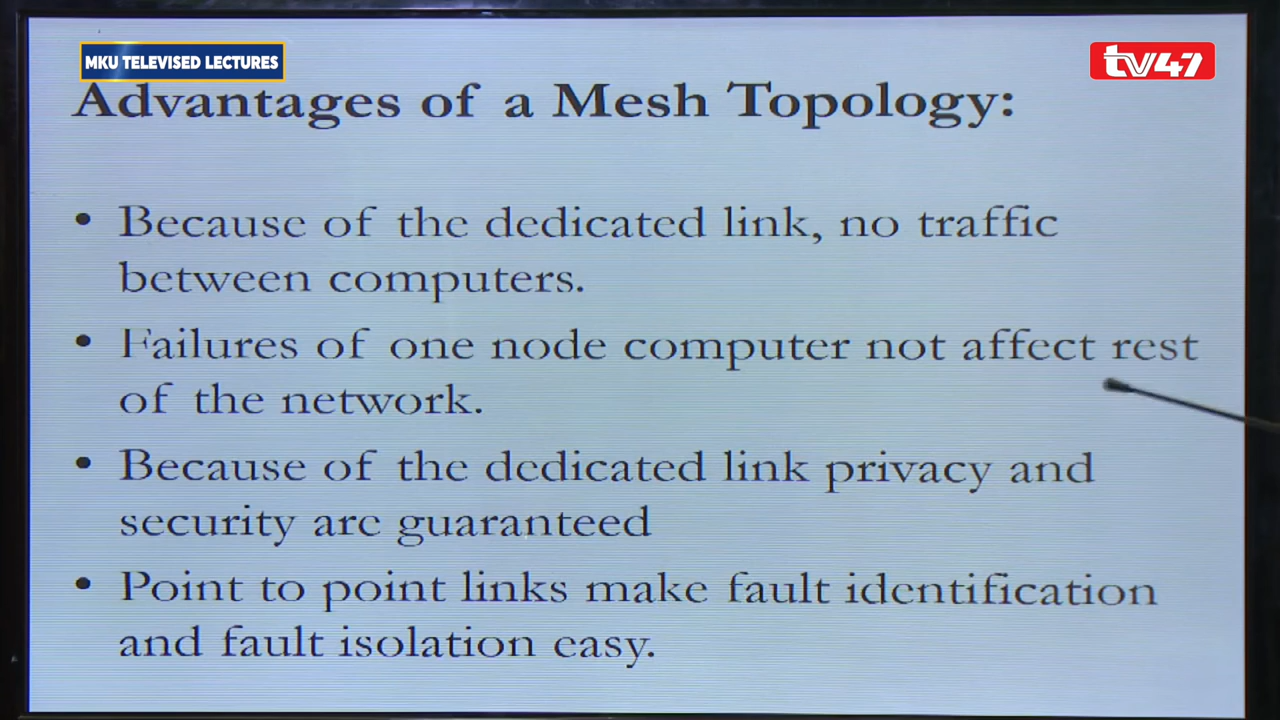 MKU TELEVISED LECTURES
tv47
Advantages of a Mesh Topology:
• Because of the dedicated link, no traffic
between computers.
• Failures of one node computer not affect rest
of the network.
• Because of the dedicated link privacy and
security are guaranteed
• Point to point links make fault identification
and fault isolation easy.